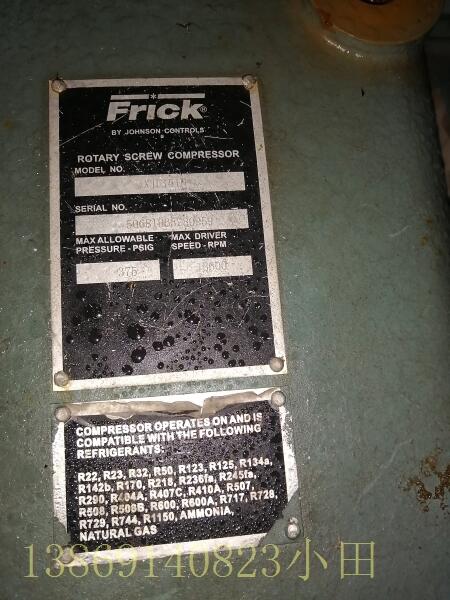 Frick®
BY JOHNSON CONTROLS
ROTARY SCREW COMPRESSOR
MODEL NO.
SERIAL NO.
MAX ALLOWABLE MAX DRIVER
PRESSURE - PSIG SPEED - RPM
375
COMPRESSOR OPERATES ON AND IS
COMPATIBLE WITH THE FOLLOWING
REFRIGERANTS:
R22, R23, R32, R50, R123, R125, R134a,
R142b, R170, R218, R236fa, R245fa,
R290, R404A, R407C, R410A, R507,
R508, R508B, R600, R600A, R717, R728,
R729, R744, R1150, AMMONIA,
NATURAL GAS
13869140823小田